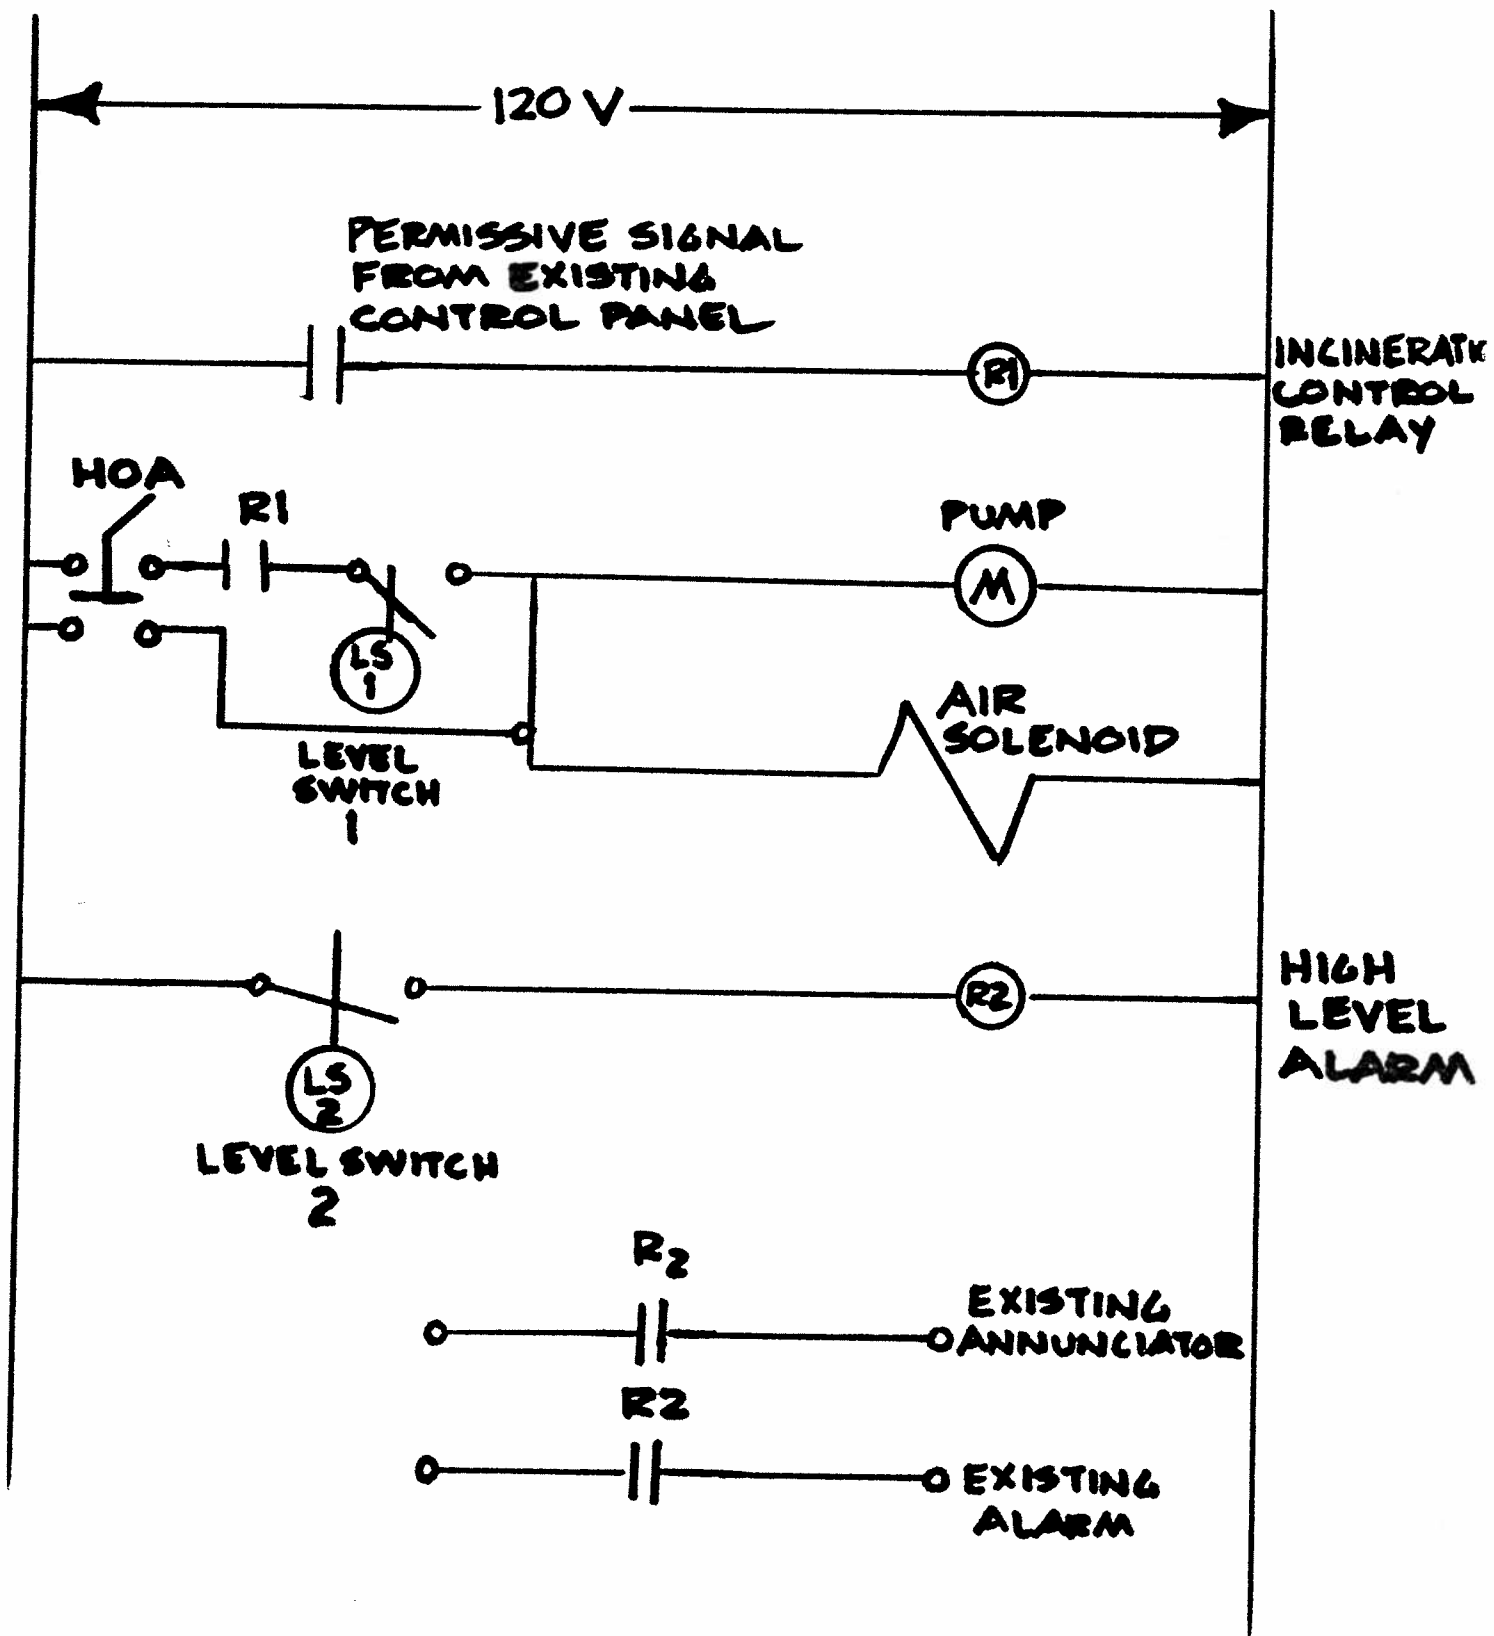 120 V
PERMISSIVE SIGNAL
FROM EXISTING
CONTROL PANEL
R1
INCINERAT
CONTROL
RELAY
HOA
R1
PUMP
M
LS
1
LEVEL
SWITCH
1
AIR
SOLENOID
R2
HIGH
LEVEL
ALARM
LS
2
LEVEL SWITCH
2
R2
EXISTING
ANNUNCIATOR
R2
EXISTING
ALARM